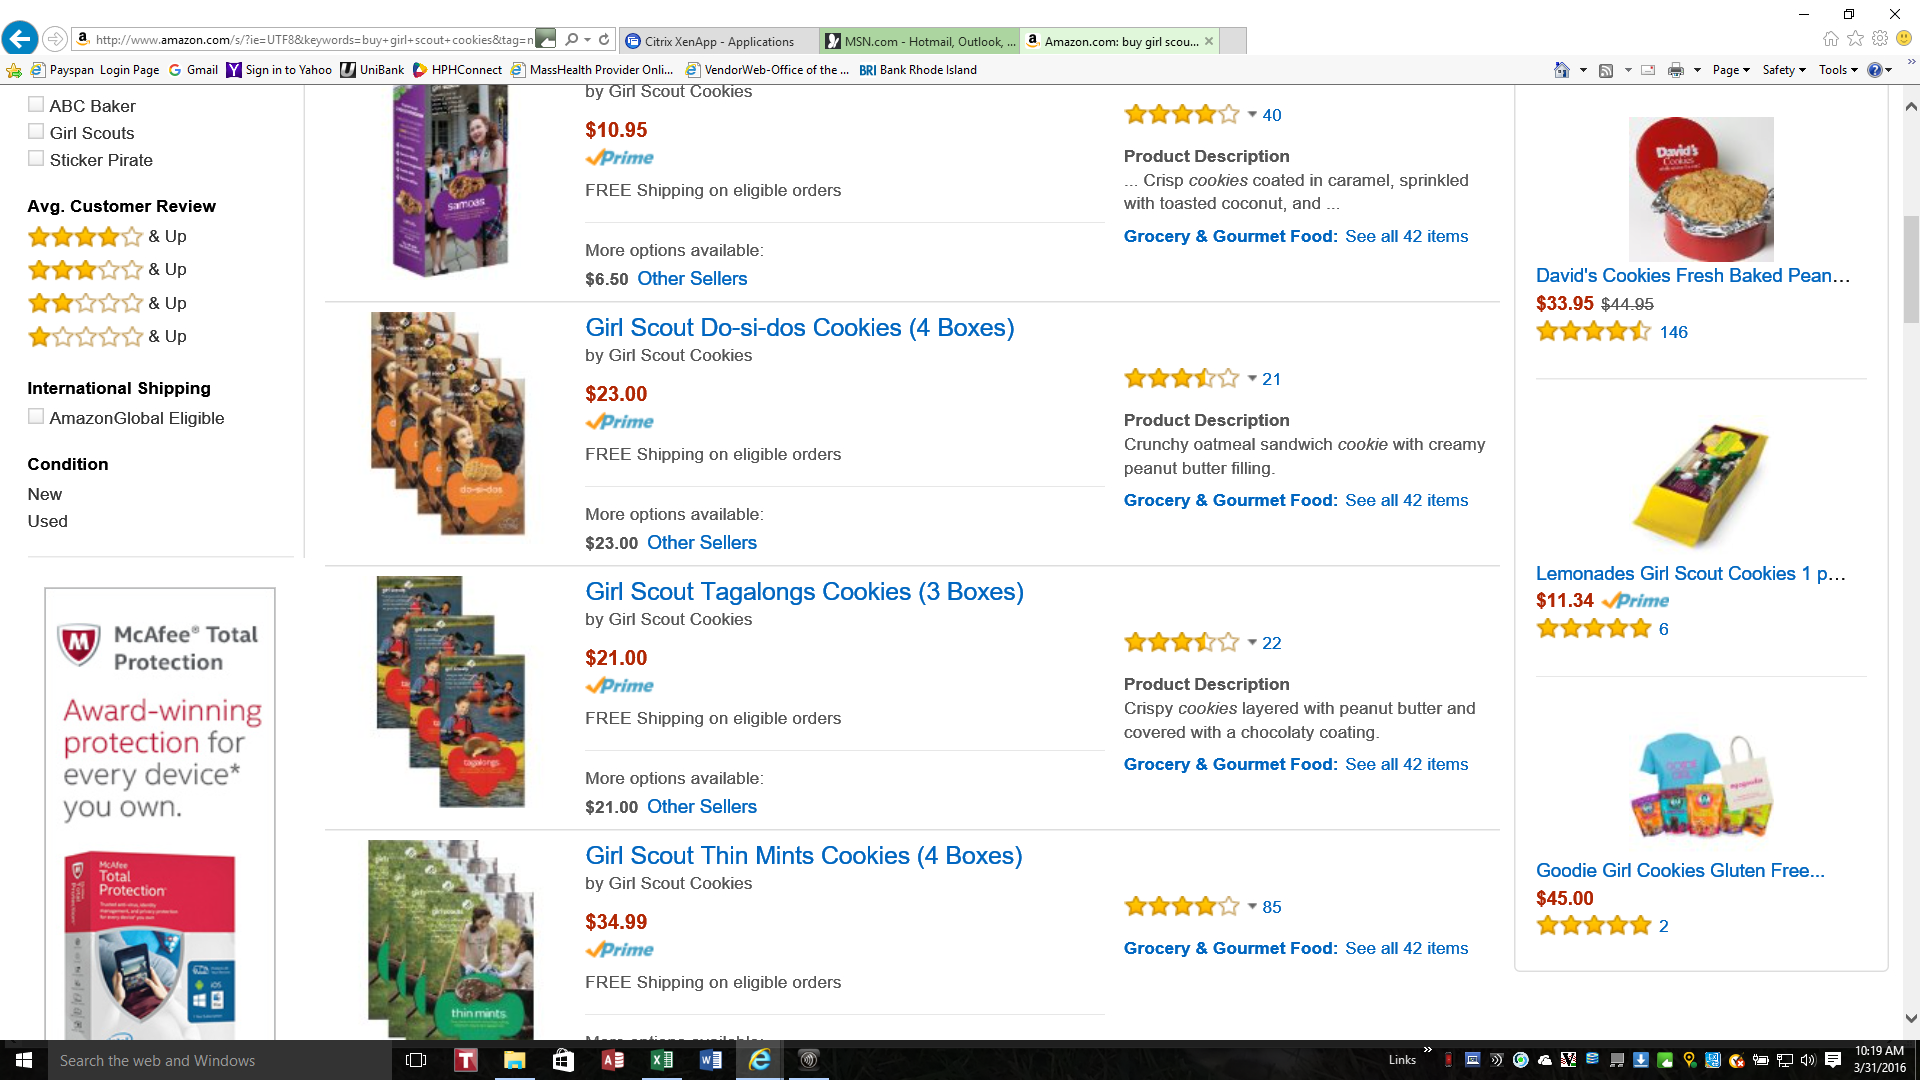 http://www.amazon.com/s/?ie=UTF8&keywords=buy+girl+scout+cookies&tag=n
Citrix XenApp - Applications
MSN.com - Hotmail, Outlook, ...
Amazon.com: buy girl scou...
Payspan Login Page
Gmail
Sign in to Yahoo
UniBank
HPHConnect
MassHealth Provider Onli...
VendorWeb-Office of the ...
BRI Bank Rhode Island
Page
Safety
Tools
ABC Baker
Girl Scouts
Sticker Pirate
Avg. Customer Review
& Up
& Up
& Up
& Up
International Shipping
AmazonGlobal Eligible
Condition
New
Used
McAfee® Total
Protection
Award-winning
protection for
every device*
you own.
McAfee
Total
Protection
samoas
by Girl Scout Cookies
$10.95
Prime
FREE Shipping on eligible orders
More options available:
$6.50 Other Sellers
40
Product Description
... Crisp cookies coated in caramel, sprinkled
with toasted coconut, and ...
Grocery & Gourmet Food: See all 42 items
do-si-dos
Girl Scout Do-si-dos Cookies (4 Boxes)
by Girl Scout Cookies
$23.00
Prime
FREE Shipping on eligible orders
More options available:
$23.00 Other Sellers
21
Product Description
Crunchy oatmeal sandwich cookie with creamy
peanut butter filling.
Grocery & Gourmet Food: See all 42 items
tagalongs
Girl Scout Tagalongs Cookies (3 Boxes)
by Girl Scout Cookies
$21.00
Prime
FREE Shipping on eligible orders
More options available:
$21.00 Other Sellers
22
Product Description
Crispy cookies layered with peanut butter and
covered with a chocolaty coating.
Grocery & Gourmet Food: See all 42 items
thin mints
Girl Scout Thin Mints Cookies (4 Boxes)
by Girl Scout Cookies
$34.99
Prime
FREE Shipping on eligible orders
85
Grocery & Gourmet Food: See all 42 items
David's
Cookies
David's Cookies Fresh Baked Pean...
$33.95 $44.95
146
Lemonades Girl Scout Cookies 1 p...
$11.34 Prime
6
Goodie Girl Cookies Gluten Free...
$45.00
2
Search the web and Windows
Links
10:19 AM
3/31/2016